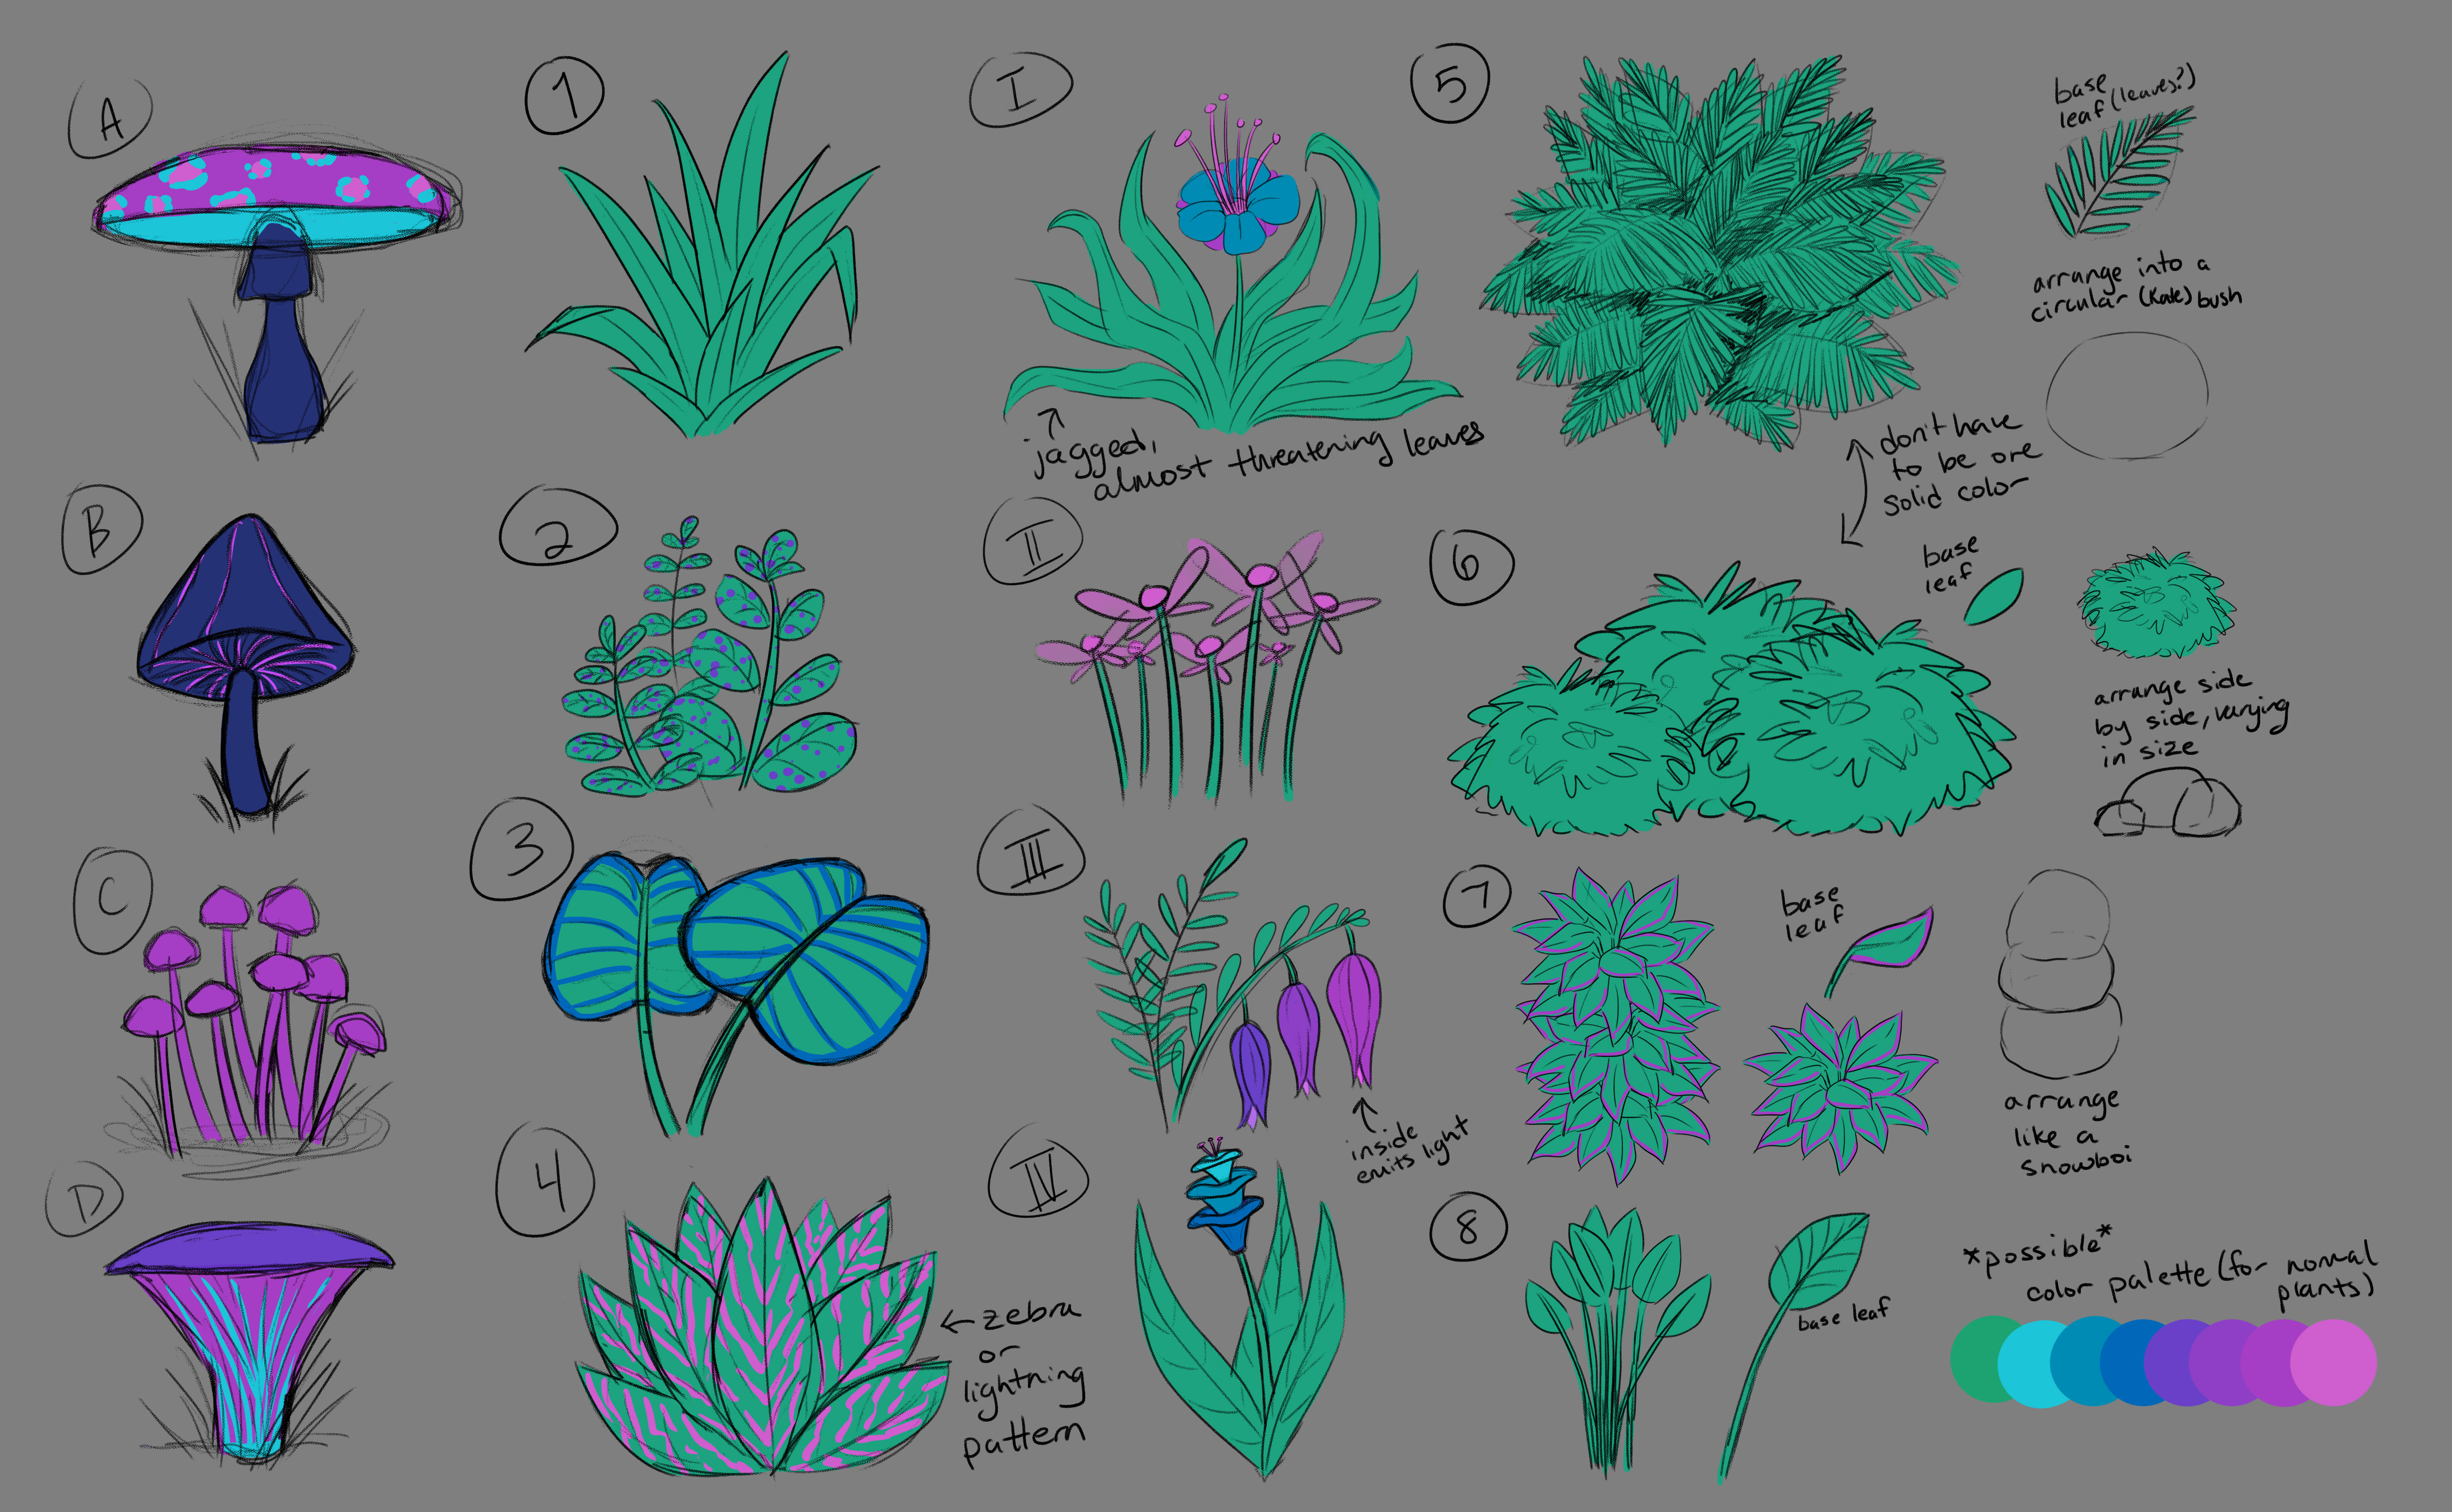 A
1
I
5
base
leaf (leaves?)
arrange into a
circular (Kale) bush
jagged,
almost threatening leaves
don't have
to be one
solid color
B
2
II
6
base
leaf
arrange side
by side, varying
in size
C
3
III
7
base
leaf
arrange
like a
snowboi
inside
emits light
D
4
IV
8
zebra
or
lightning
pattern
base leaf
*possible*
color palette (for normal
plants)